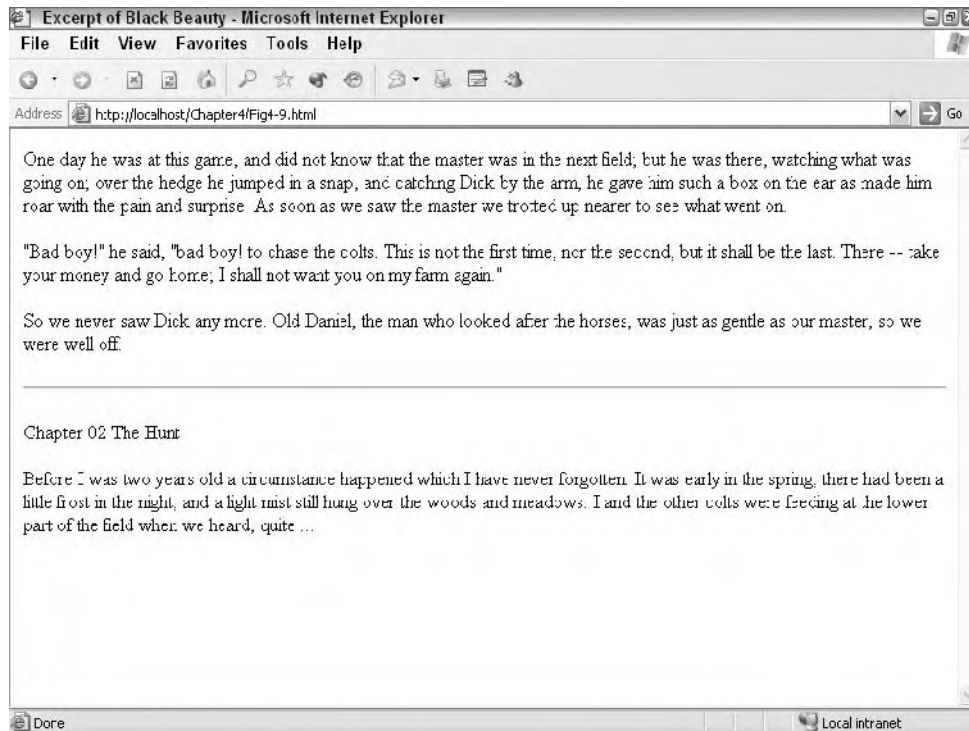 Excerpt of Black Beauty - Microsoft Internet Explorer
File Edit View Favorites Tools Help
Address http://localhost/Chapter4/Fig4-9.html Go
One day he was at this game, and did not know that the master was in the next field; but he was there, watching what was
going on; over the hedge he jumped in a snap, and catching Dick by the arm, he gave him such a box on the ear as made him
roar with the pain and surprise. As soon as we saw the master we trotted up nearer to see what went on.
"Bad boy!" he said, "bad boy! to chase the colts. This is not the first time, nor the second, but it shall be the last. There -- take
your money and go home; I shall not want you on my farm again."
So we never saw Dick any more. Old Daniel, the man who looked after the horses, was just as gentle as our master, so we
were well off.
Chapter 02 The Hunt
Before I was two years old a circumstance happened which I have never forgotten. It was early in the spring; there had been a
little frost in the night, and a light mist still hung over the woods and meadows. I and the other colts were feeding at the lower
part of the field when we heard, quite ...
Done
Local intranet